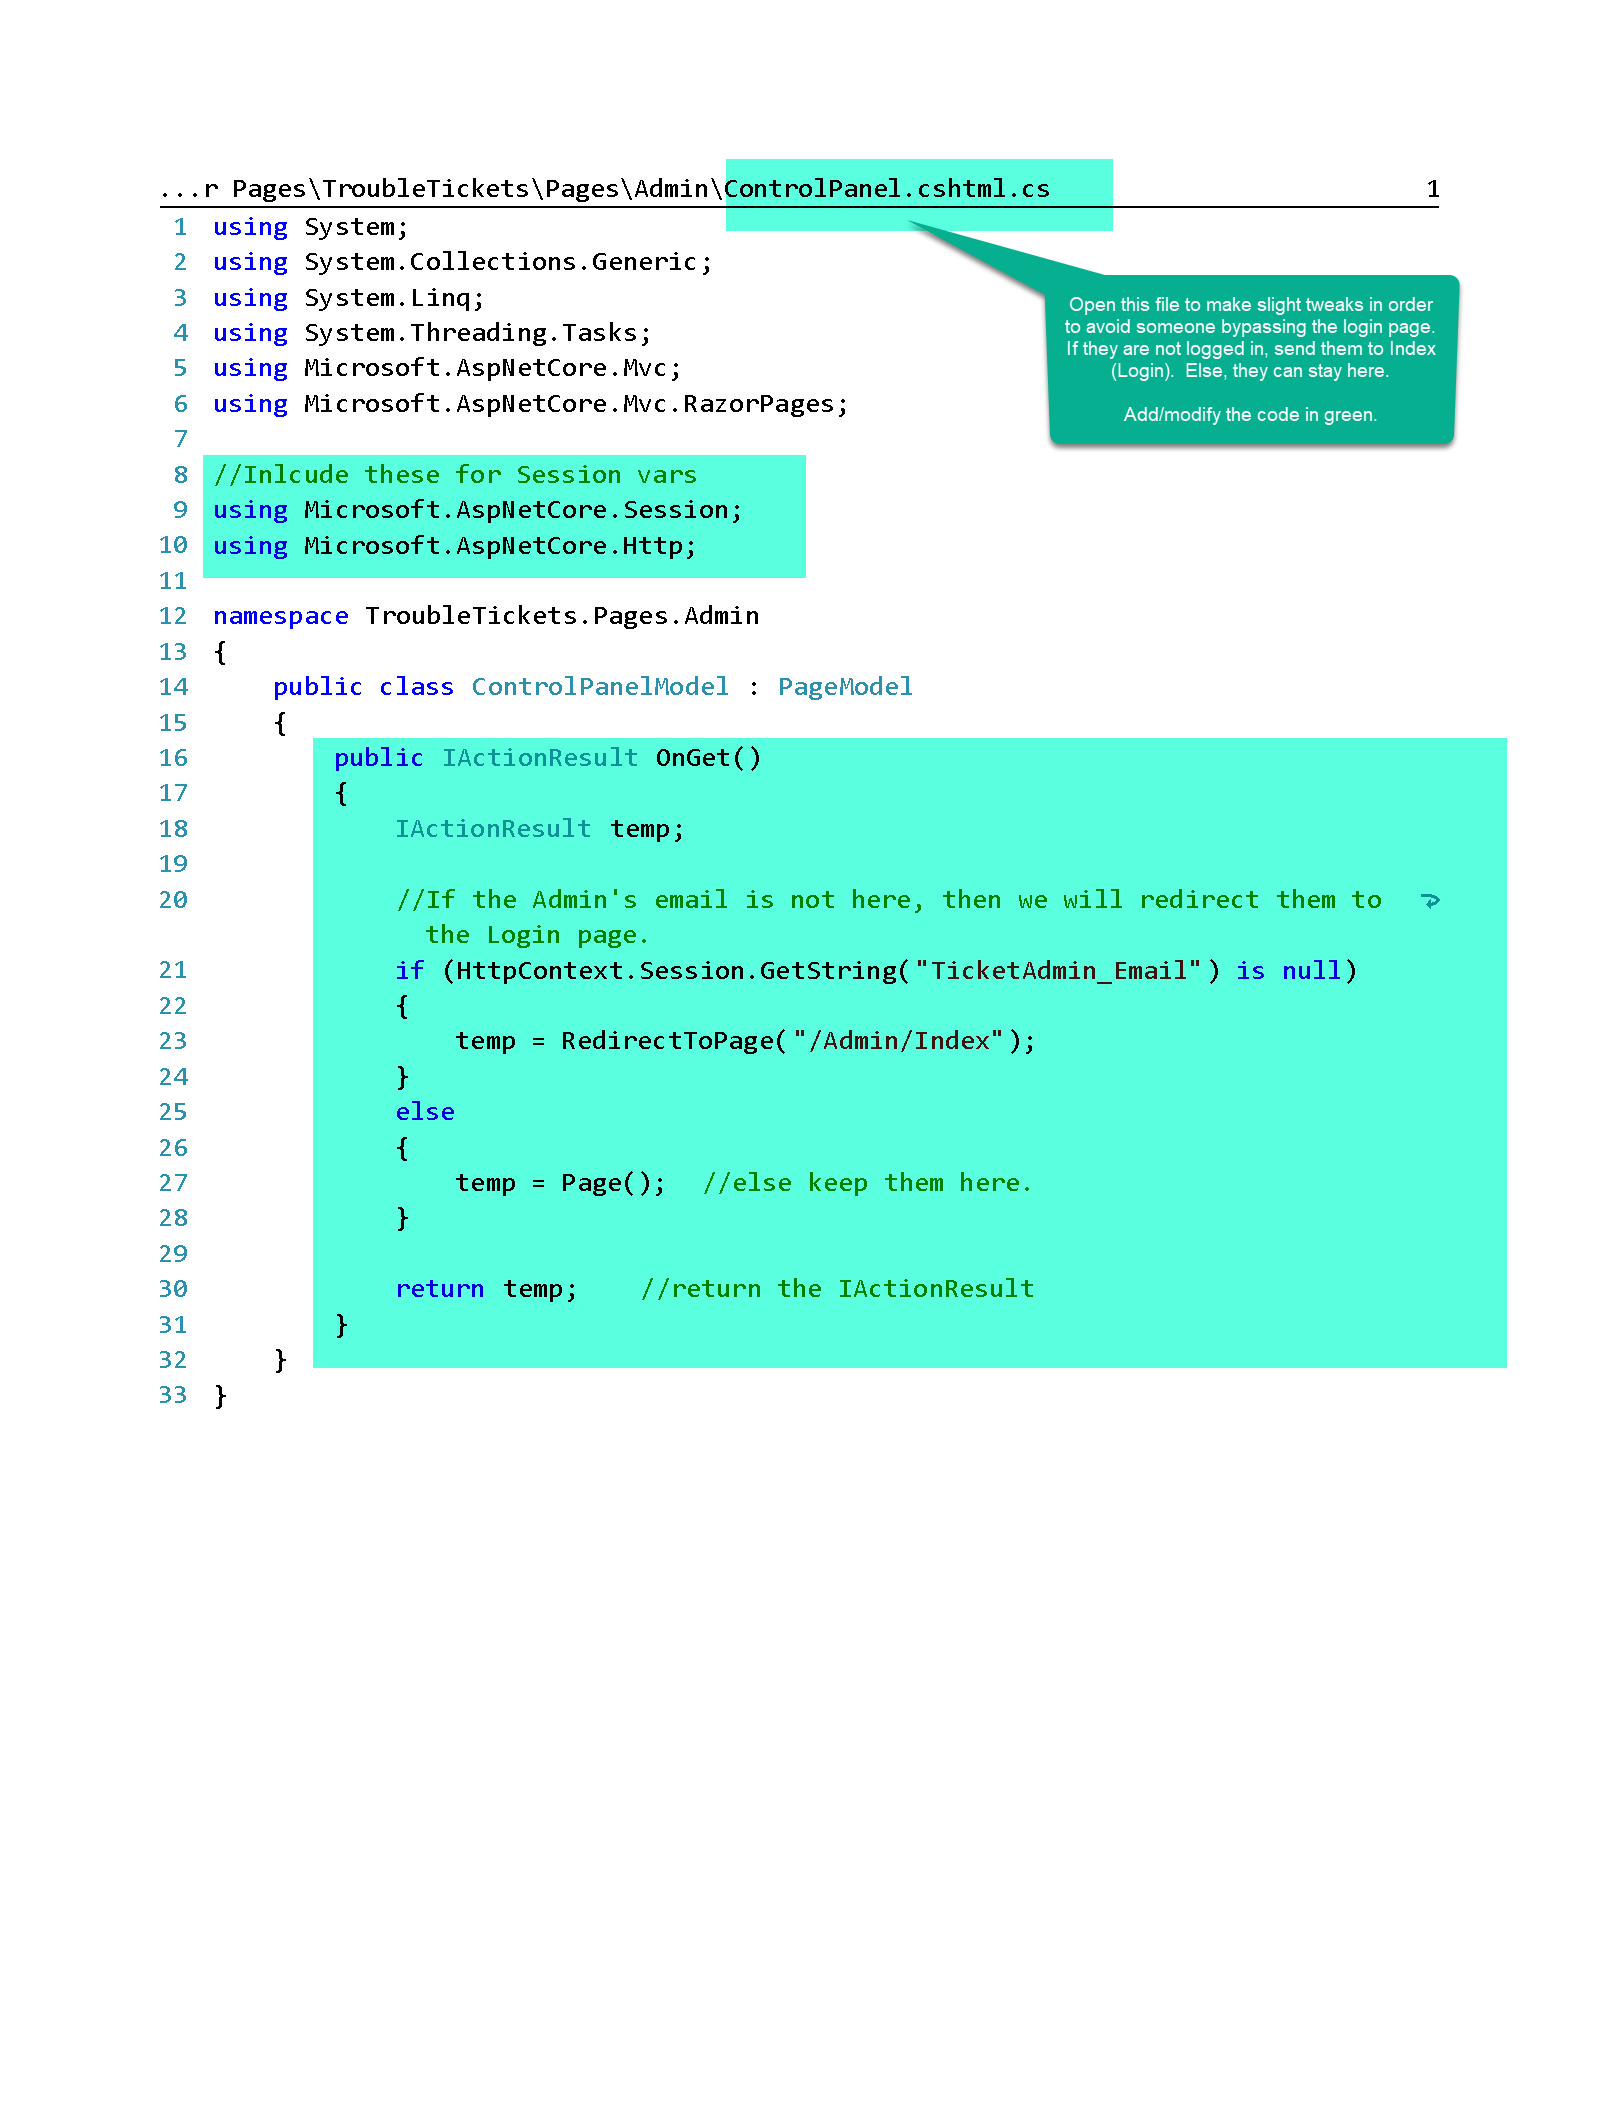 ...r Pages\TroubleTickets\Pages\Admin\ControlPanel.cshtml.cs 1
1 using System;
2 using System.Collections.Generic;
3 using System.Linq;
4 using System.Threading.Tasks;
5 using Microsoft.AspNetCore.Mvc;
6 using Microsoft.AspNetCore.Mvc.RazorPages;
Open this file to make slight tweaks in order
to avoid someone bypassing the login page.
If they are not logged in, send them to Index
(Login).  Else, they can stay here.
Add/modify the code in green.
7
8 //Inlcude these for Session vars
9 using Microsoft.AspNetCore.Session;
10 using Microsoft.AspNetCore.Http;
11
12 namespace TroubleTickets.Pages.Admin
13 {
14     public class ControlPanelModel : PageModel
15     {
16         public IActionResult OnGet()
17         {
18             IActionResult temp;
19
20             //If the Admin's email is not here, then we will redirect them to
the Login page.
21             if (HttpContext.Session.GetString("TicketAdmin_Email") is null)
22             {
23                 temp = RedirectToPage("/Admin/Index");
24             }
25             else
26             {
27                 temp = Page();  //else keep them here.
28             }
29
30             return temp;    //return the IActionResult
31         }
32     }
33 }